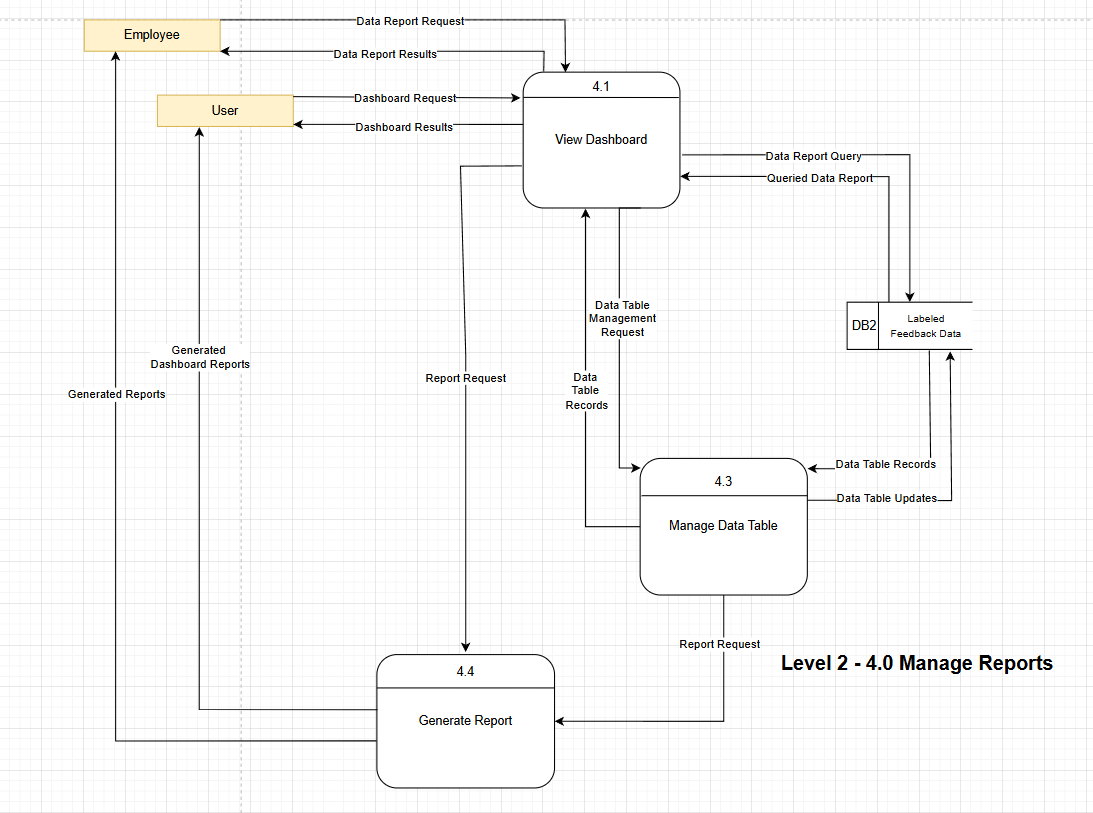 Data Report Request
Employee
Data Report Results
4.1
Dashboard Request
User
Dashboard Results
View Dashboard
Data Report Query
Queried Data Report
Data Table
Management
Request
DB2
Labeled
Feedback Data
Generated
Dashboard Reports
Generated Reports
Report Request
Data
Table
Records
Data Table Records
4.3
Data Table Updates
Manage Data Table
Report Request
Level 2 - 4.0 Manage Reports
4.4
Generate Report